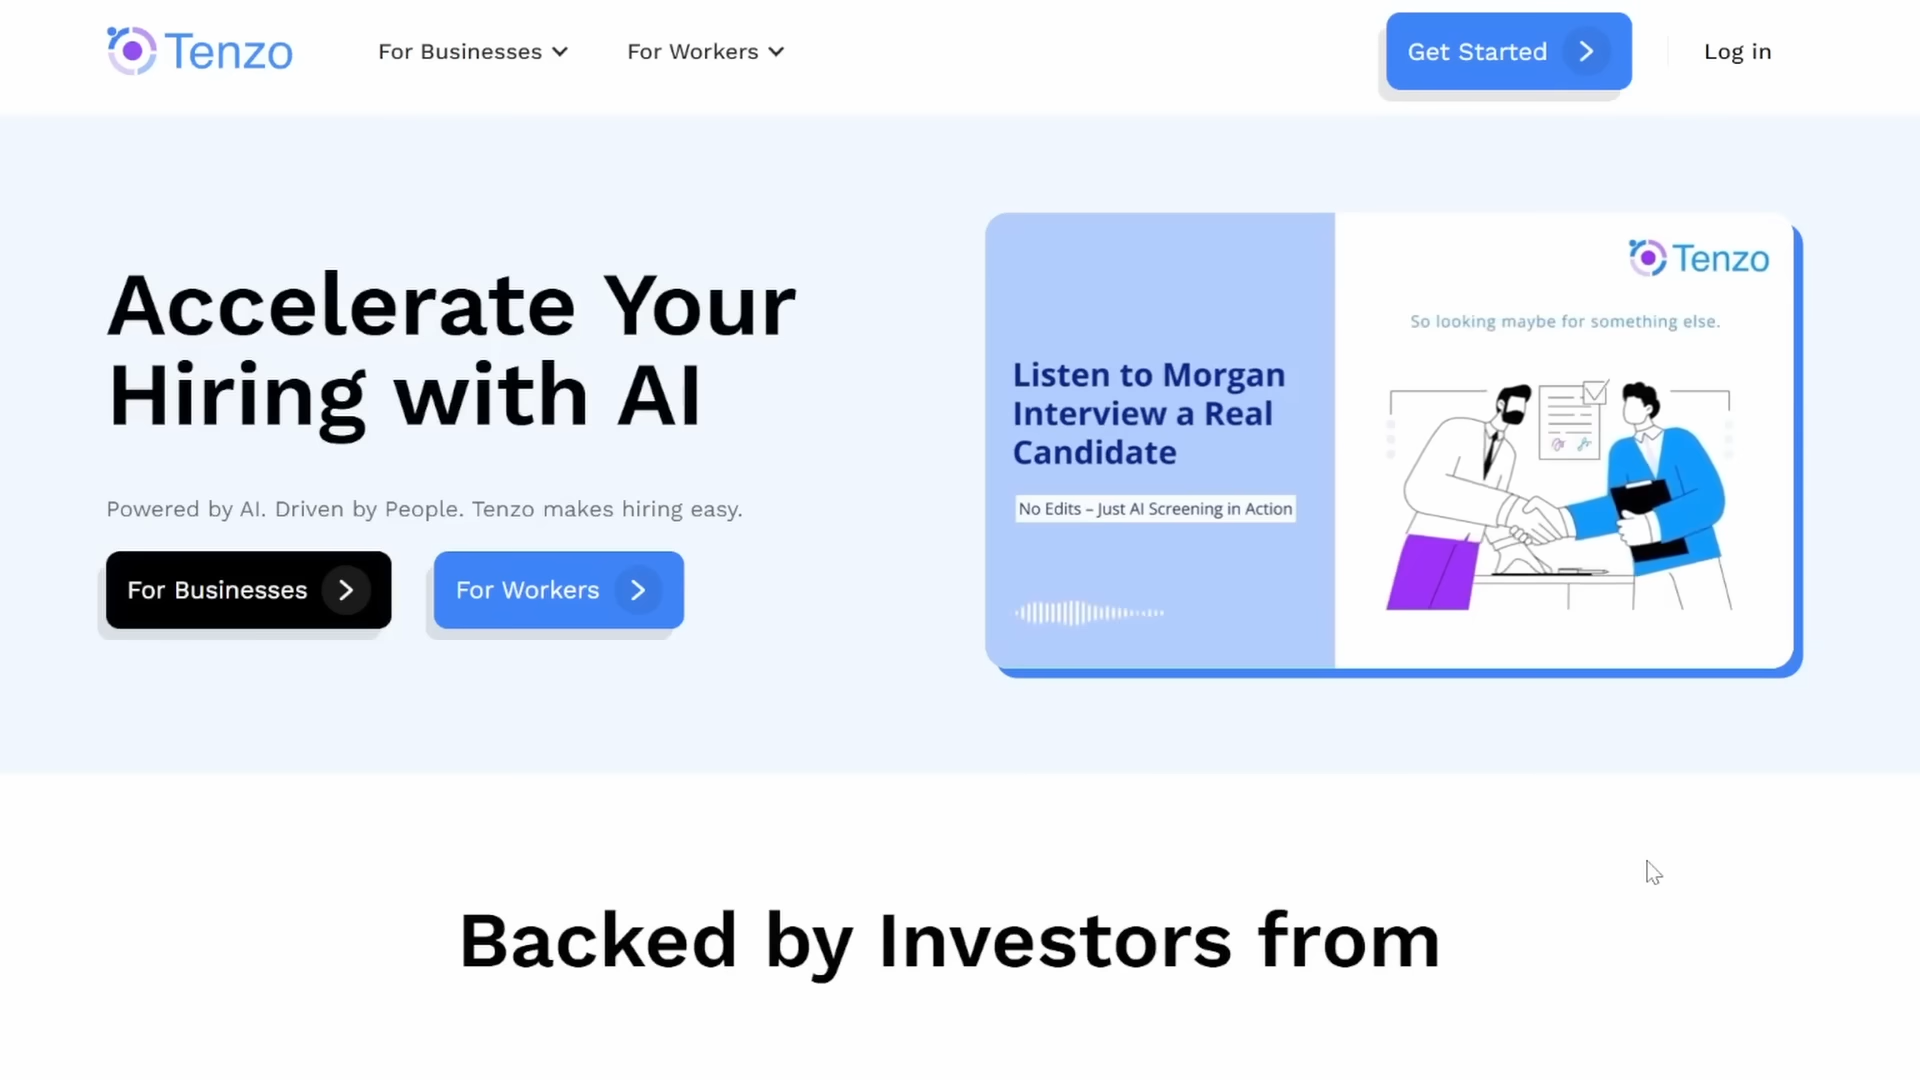 Tenzo
For Businesses
For Workers
Get Started
Log in
Accelerate Your
Hiring with AI
Powered by AI. Driven by People. Tenzo makes hiring easy.
For Businesses
For Workers
Listen to Morgan
Interview a Real
Candidate
No Edits – Just AI Screening in Action
Tenzo
So looking maybe for something else.
Backed by Investors from